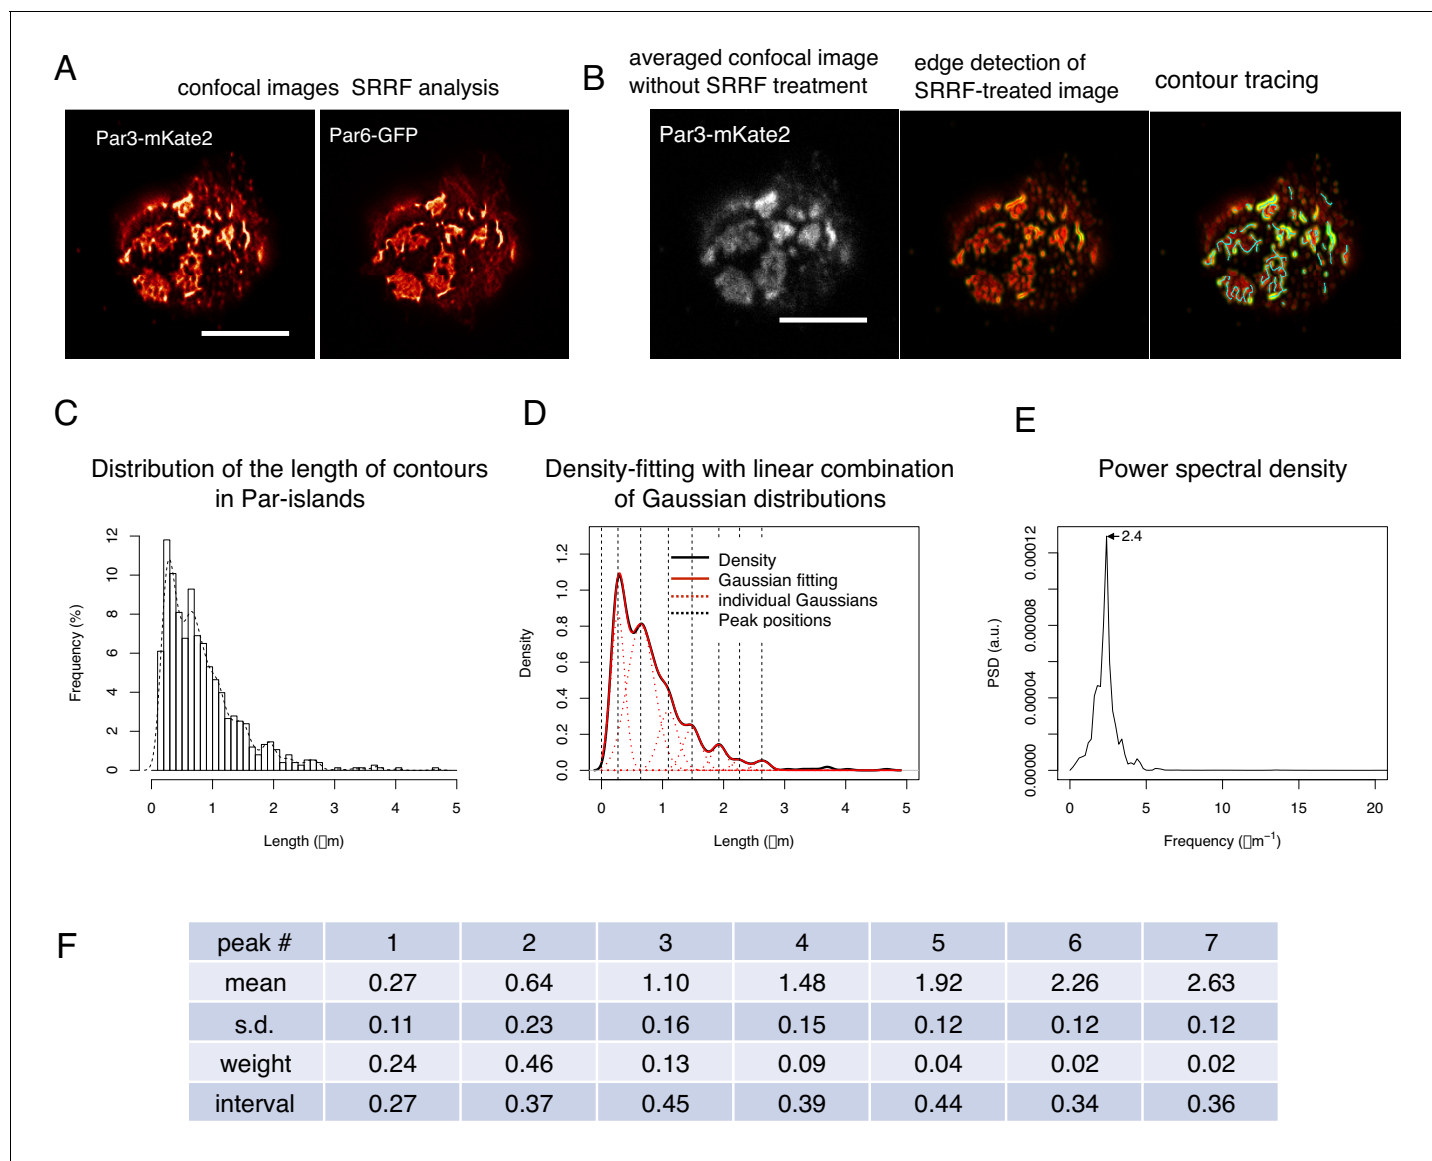 A
confocal images SRRF analysis
Par3-mKate2
Par6-GFP
B
averaged confocal image
without SRRF treatment
edge detection of
SRRF-treated image
contour tracing
Par3-mKate2
C
Distribution of the length of contours
in Par-islands
Frequency (%)
12
10
8
6
4
2
0
0 1 2 3 4 5
Length (▯m)
D
Density-fitting with linear combination
of Gaussian distributions
Density
Gaussian fitting
individual Gaussians
Peak positions
Density
1.2
1.0
0.8
0.6
0.4
0.2
0.0
0 1 2 3 4 5
Length (▯m)
E
Power spectral density
2.4
PSD (a.u.)
0.00012
0.00008
0.00004
0.00000
0 5 10 15 20
Frequency (▯m⁻¹)
F
peak # 1 2 3 4 5 6 7
mean 0.27 0.64 1.10 1.48 1.92 2.26 2.63
s.d. 0.11 0.23 0.16 0.15 0.12 0.12 0.12
weight 0.24 0.46 0.13 0.09 0.04 0.02 0.02
interval 0.27 0.37 0.45 0.39 0.44 0.34 0.36